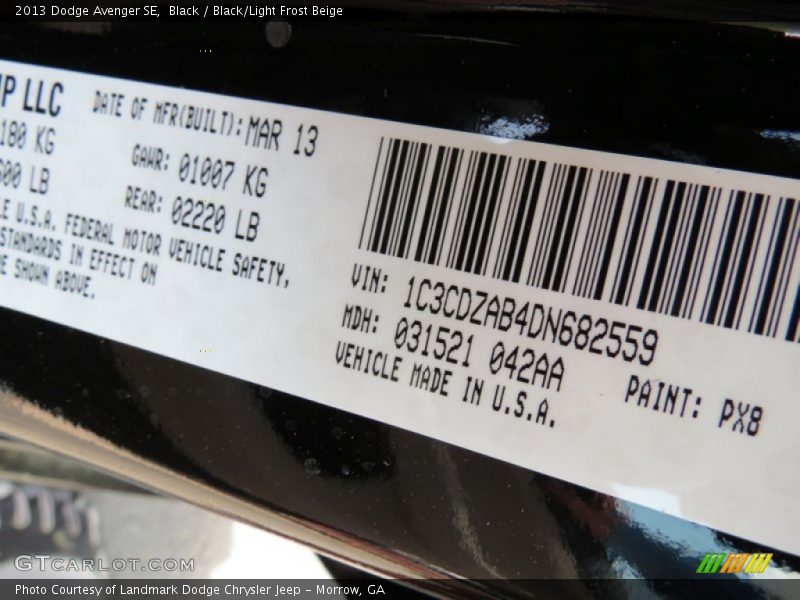 2013 Dodge Avenger SE,  Black / Black/Light Frost Beige
P LLC
DATE OF MFR(BUILT): MAR 13
180 KG
GAWR: 01007 KG
600 LB
REAR: 02220 LB
E U.S.A. FEDERAL MOTOR VEHICLE SAFETY,
STANDARDS IN EFFECT ON
E SHOWN ABOVE.
VIN: 1C3CDZAB4DN682559
MDH: 031521 042AA
PAINT: PX8
VEHICLE MADE IN U.S.A.
GTCARLOT.COM
Photo Courtesy of Landmark Dodge Chrysler Jeep – Morrow, GA